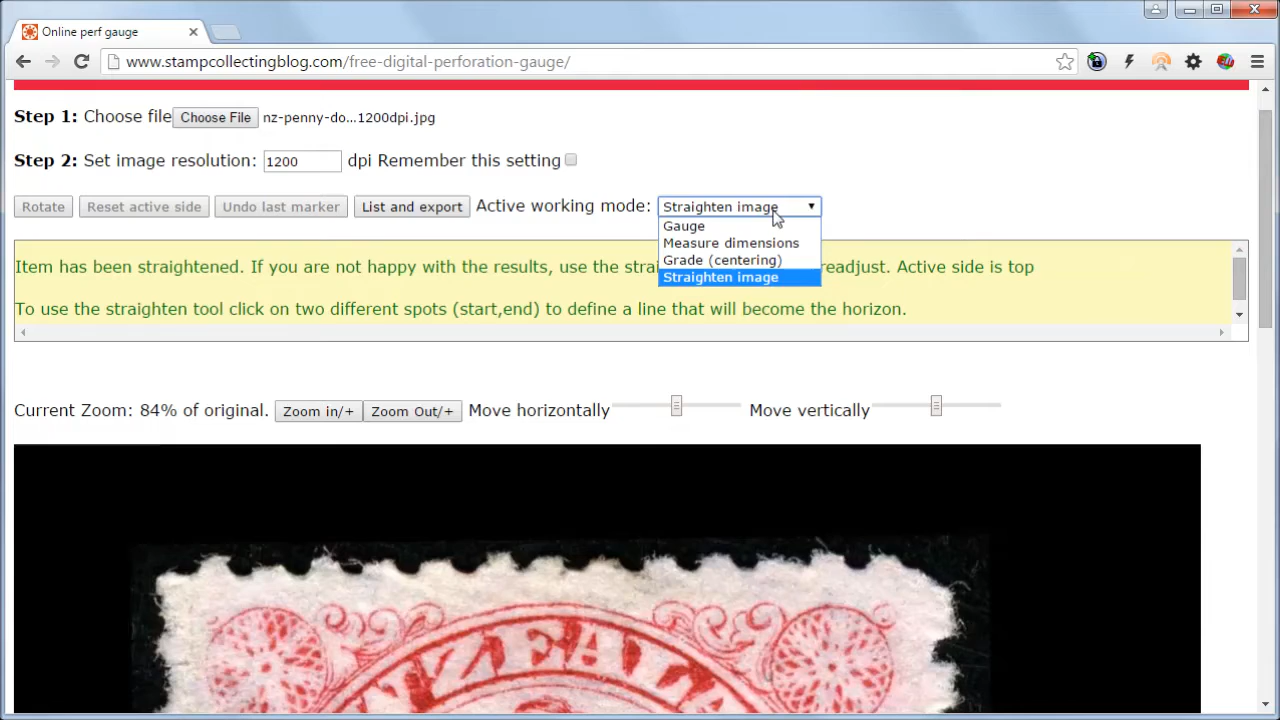 Online perf gauge
www.stampcollectingblog.com/free-digital-perforation-gauge/
Step 1: Choose file Choose File nz-penny-do...1200dpi.jpg
Step 2: Set image resolution: 1200 dpi Remember this setting
Rotate Reset active side Undo last marker List and export Active working mode: Straighten image
Gauge
Measure dimensions
Grade (centering)
Straighten image
Item has been straightened. If you are not happy with the results, use the strai readjust. Active side is top
To use the straighten tool click on two different spots (start,end) to define a line that will become the horizon.
Current Zoom: 84% of original. Zoom in/+ Zoom Out/+ Move horizontally Move vertically
ZEAL